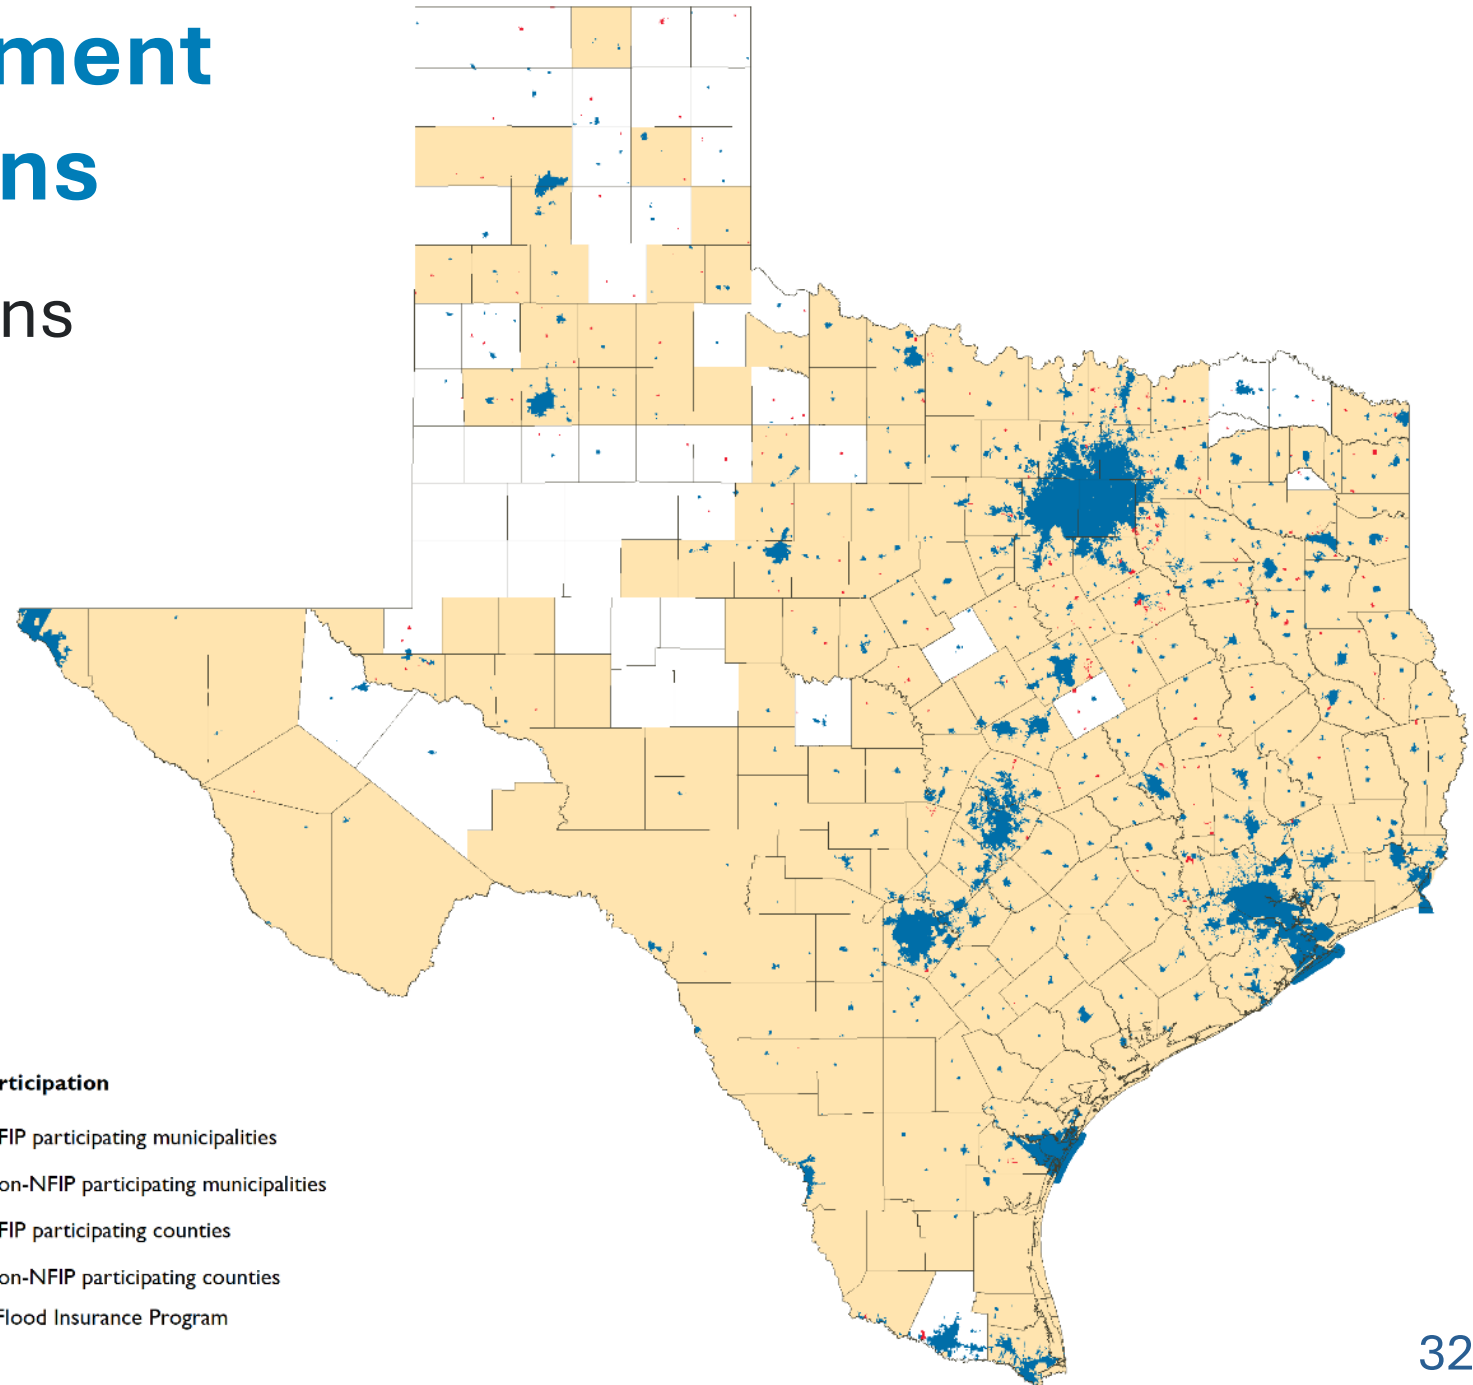 ment
ns
ns
rticipation
FIP participating municipalities
on-NFIP participating municipalities
FIP participating counties
on-NFIP participating counties
Flood Insurance Program
32